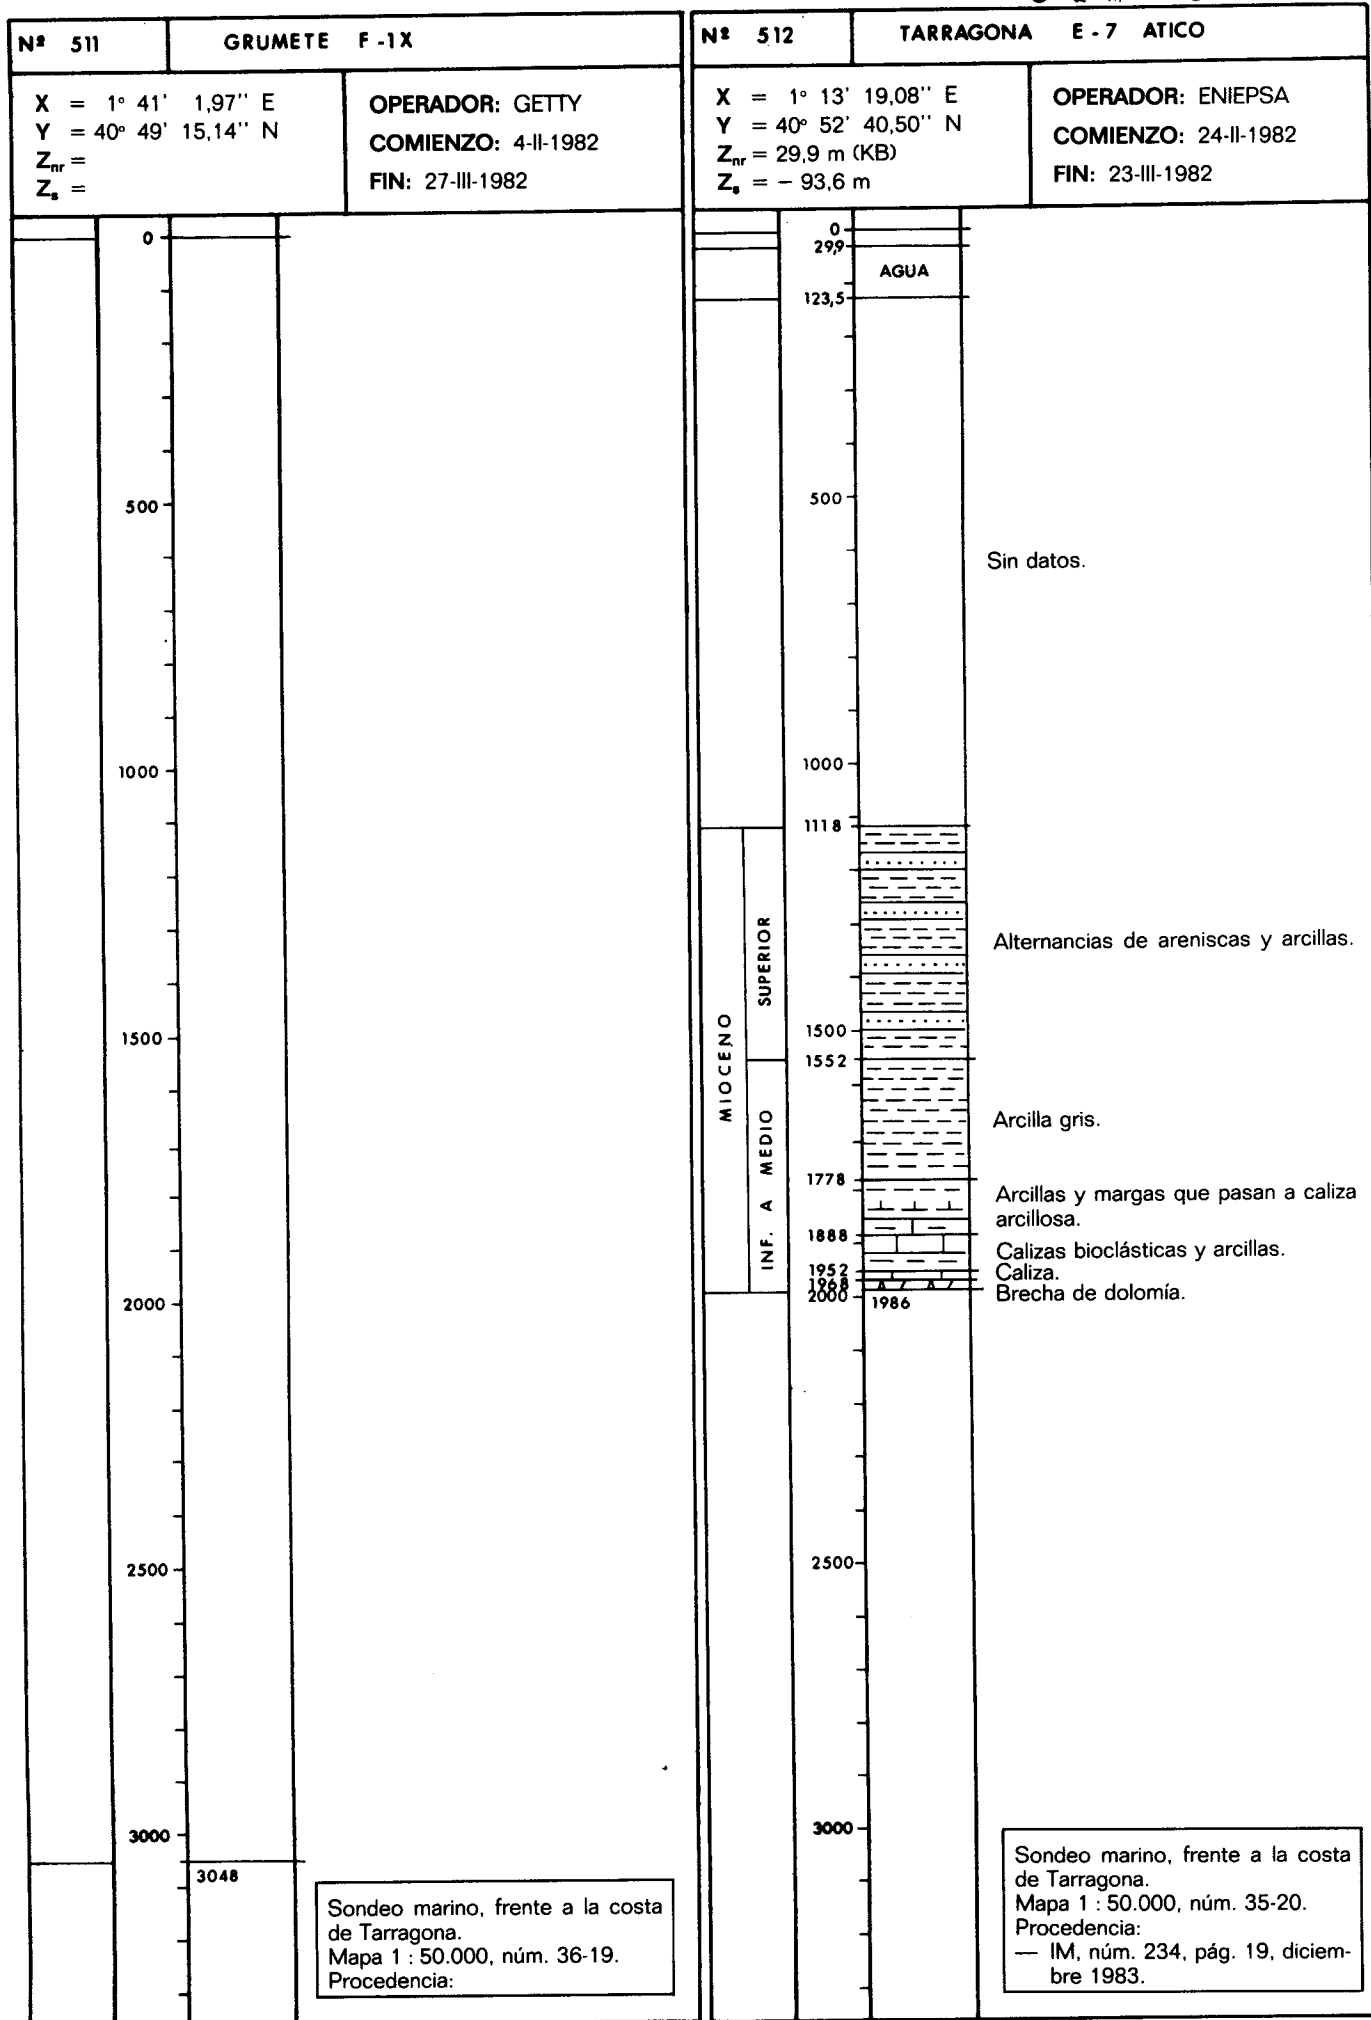 Nº 511 GRUMETE F-1X
X = 1° 41' 1,97'' E
Y = 40° 49' 15,14'' N
Znr =
Zs =
OPERADOR: GETTY
COMIENZO: 4-II-1982
FIN: 27-III-1982
0
500
1000
1500
2000
2500
3000
3048
Sondeo marino, frente a la costa
de Tarragona.
Mapa 1 : 50.000, núm. 36-19.
Procedencia:
Nº 512 TARRAGONA E-7 ATICO
X = 1° 13' 19,08'' E
Y = 40° 52' 40,50'' N
Znr = 29,9 m (KB)
Zs = – 93,6 m
OPERADOR: ENIEPSA
COMIENZO: 24-II-1982
FIN: 23-III-1982
0
29,9
AGUA
123,5
500
Sin datos.
1000
1118
MIOCENO
SUPERIOR
Alternancias de areniscas y arcillas.
1500
1552
INF. A MEDIO
Arcilla gris.
1778
Arcillas y margas que pasan a caliza
arcillosa.
1888
Calizas bioclásticas y arcillas.
1952
Caliza.
1968
Brecha de dolomía.
2000
1986
2500
3000
Sondeo marino, frente a la costa
de Tarragona.
Mapa 1 : 50.000, núm. 35-20.
Procedencia:
— IM, núm. 234, pág. 19, diciem-
bre 1983.